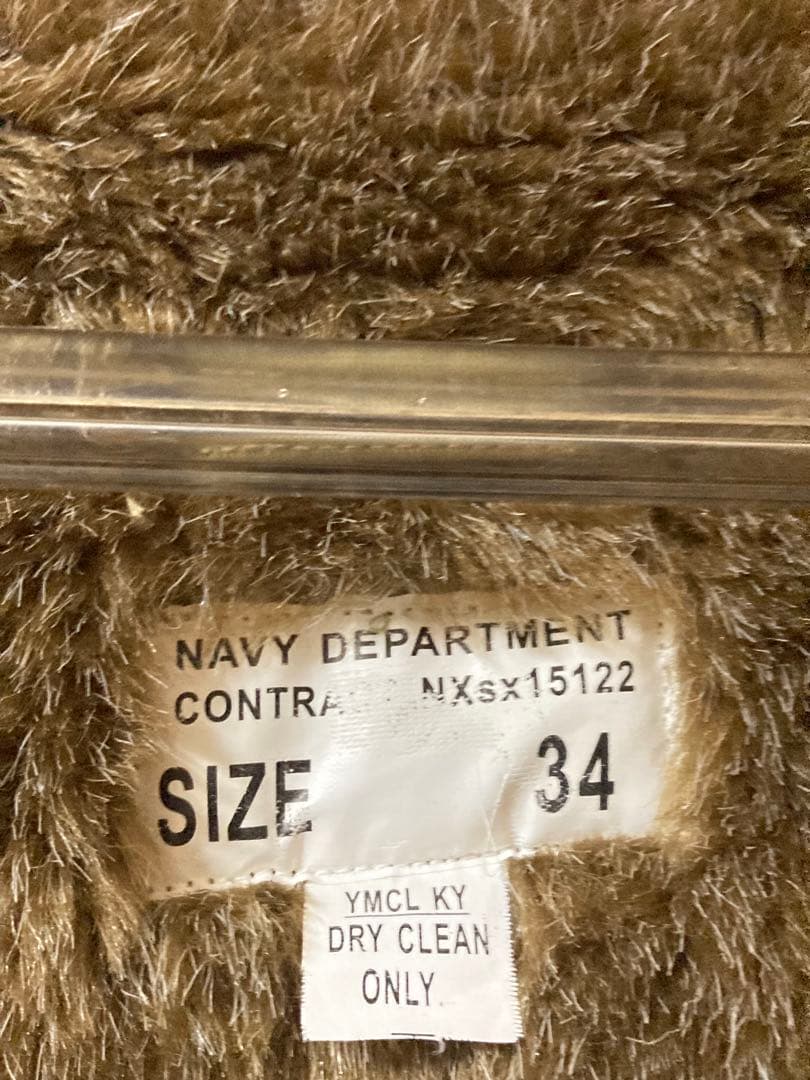 NAVY DEPARTMENT
NXsx15122
SIZE 34
YMCL KY
DRY CLEAN
ONLY.